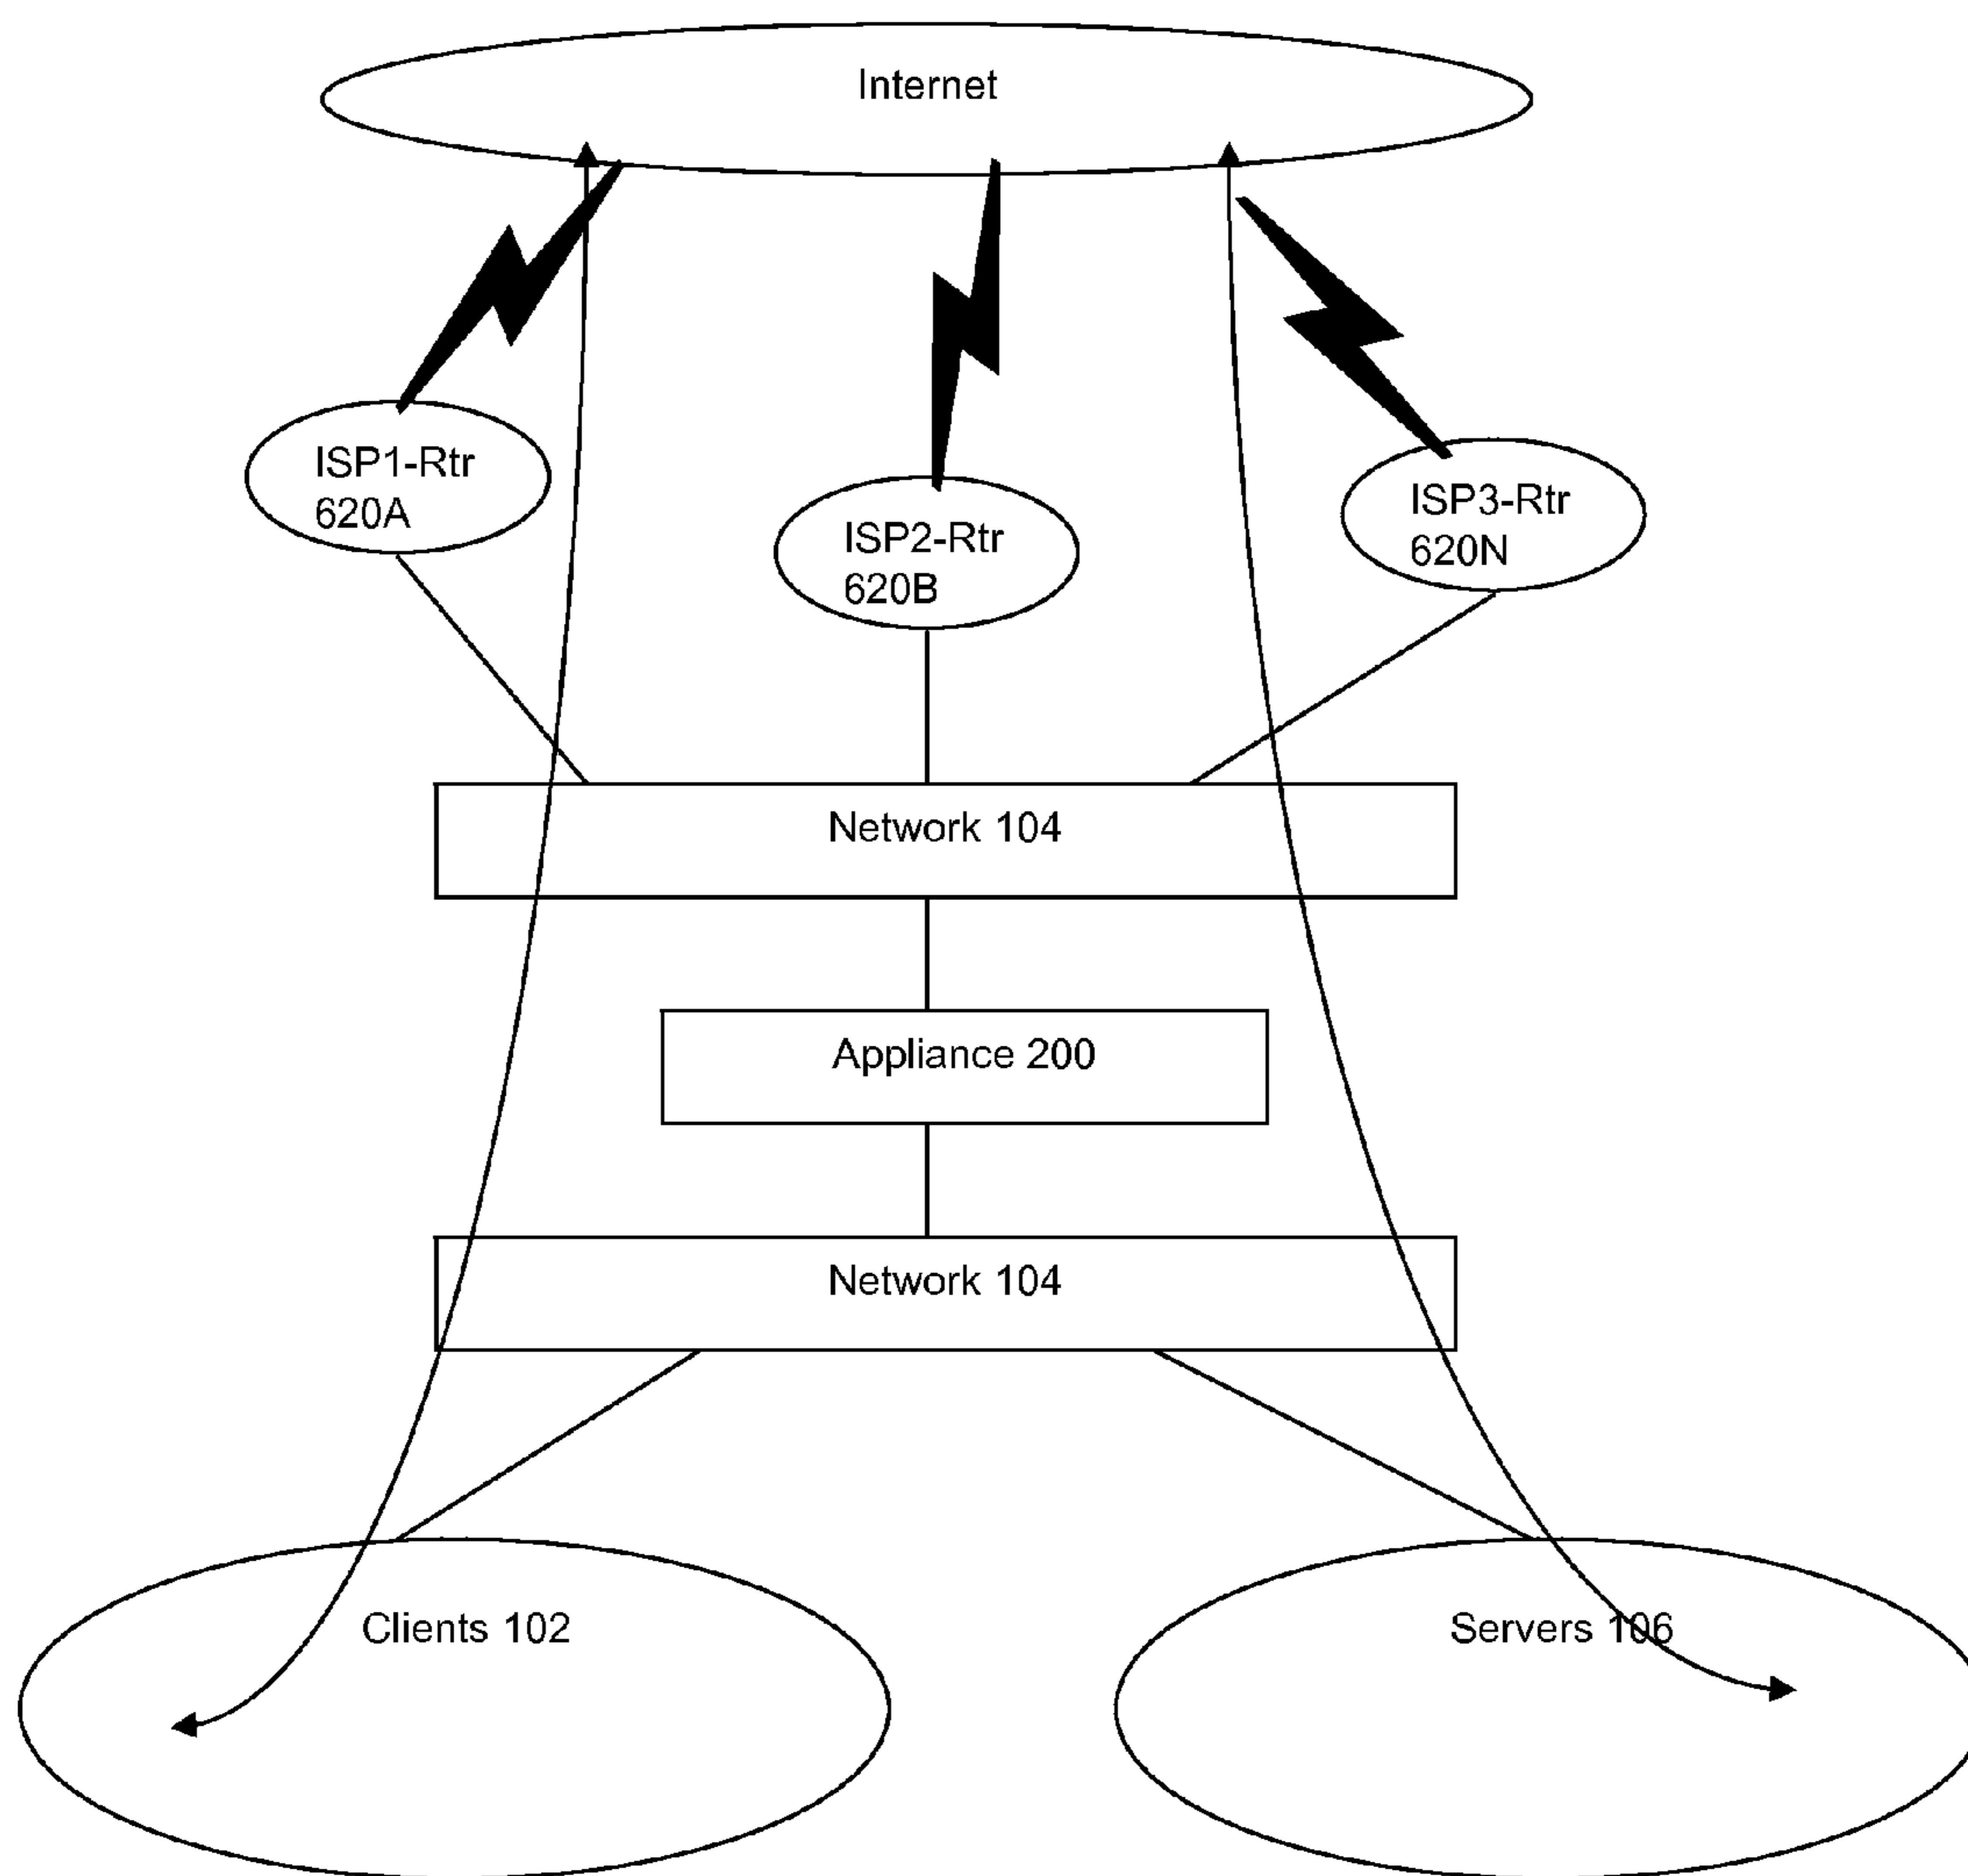 Internet
ISP1-Rtr
620A
ISP2-Rtr
620B
ISP3-Rtr
620N
Network 104
Appliance 200
Network 104
Clients 102
Servers 106